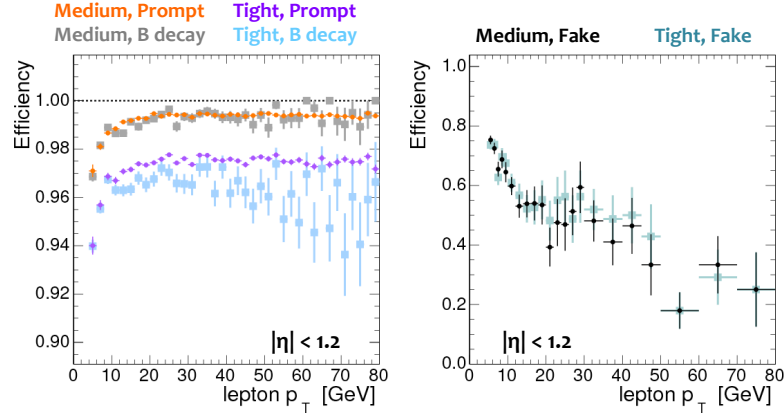 Medium, Prompt Tight, Prompt
Medium, B decay Tight, B decay
Efficiency
1.00
0.98
0.96
0.94
0.92
0.90
|η| < 1.2
0 10 20 30 40 50 60 70 80
lepton p_T [GeV]
Medium, Fake Tight, Fake
Efficiency
1.0
0.8
0.6
0.4
0.2
0.0
|η| < 1.2
0 10 20 30 40 50 60 70 80
lepton p_T [GeV]